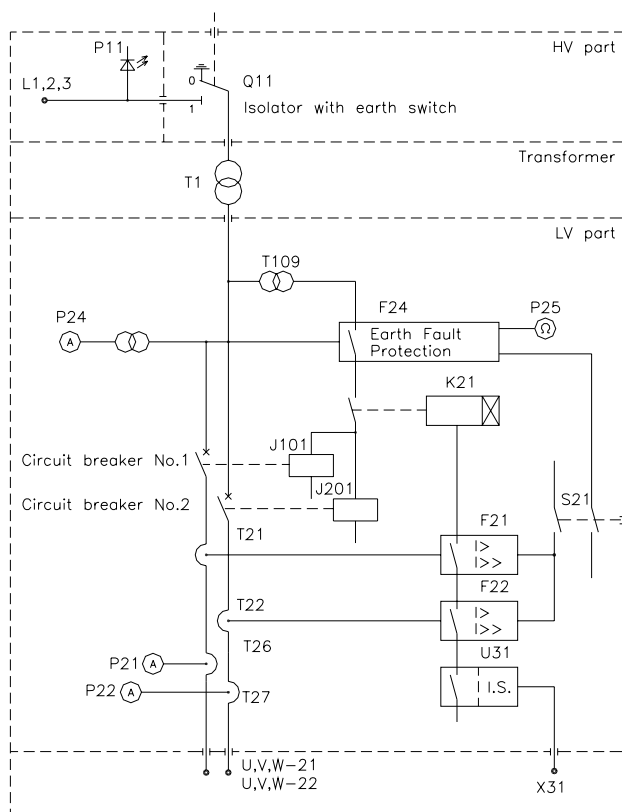 HV part
P11
L1,2,3
0
Q11
1
Isolator with earth switch
Transformer
T1
LV part
T109
P24
F24
P25
A
Earth Fault
Protection
Ω
K21
J101
Circuit breaker No.1
J201
Circuit breaker No.2
S21
T21
F21
I>
I>>
F22
T22
I>
I>>
T26
U31
P21 A
P22 A
T27
I.S.
U,V,W-21
U,V,W-22
X31